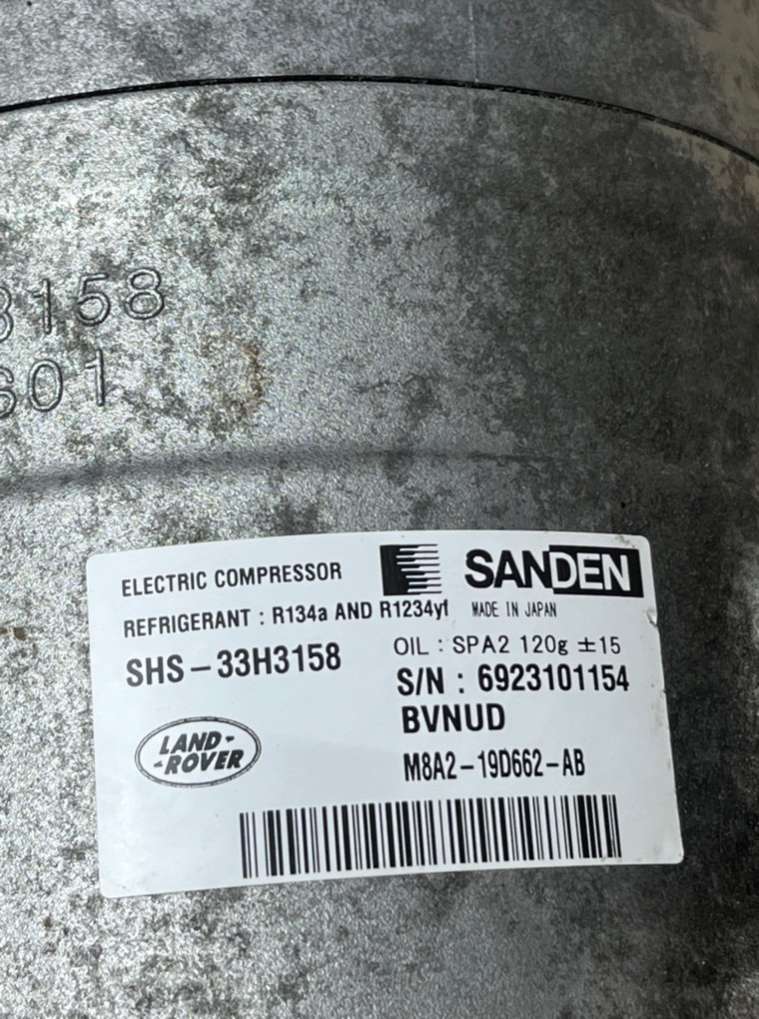 3158
601
ELECTRIC COMPRESSOR
SANDEN
REFRIGERANT : R134a AND R1234yf
MADE IN JAPAN
OIL : SPA2 120g ±15
SHS-33H3158
S/N : 6923101154
BVNUD
LAND-
-ROVER
M8A2-19D662-AB